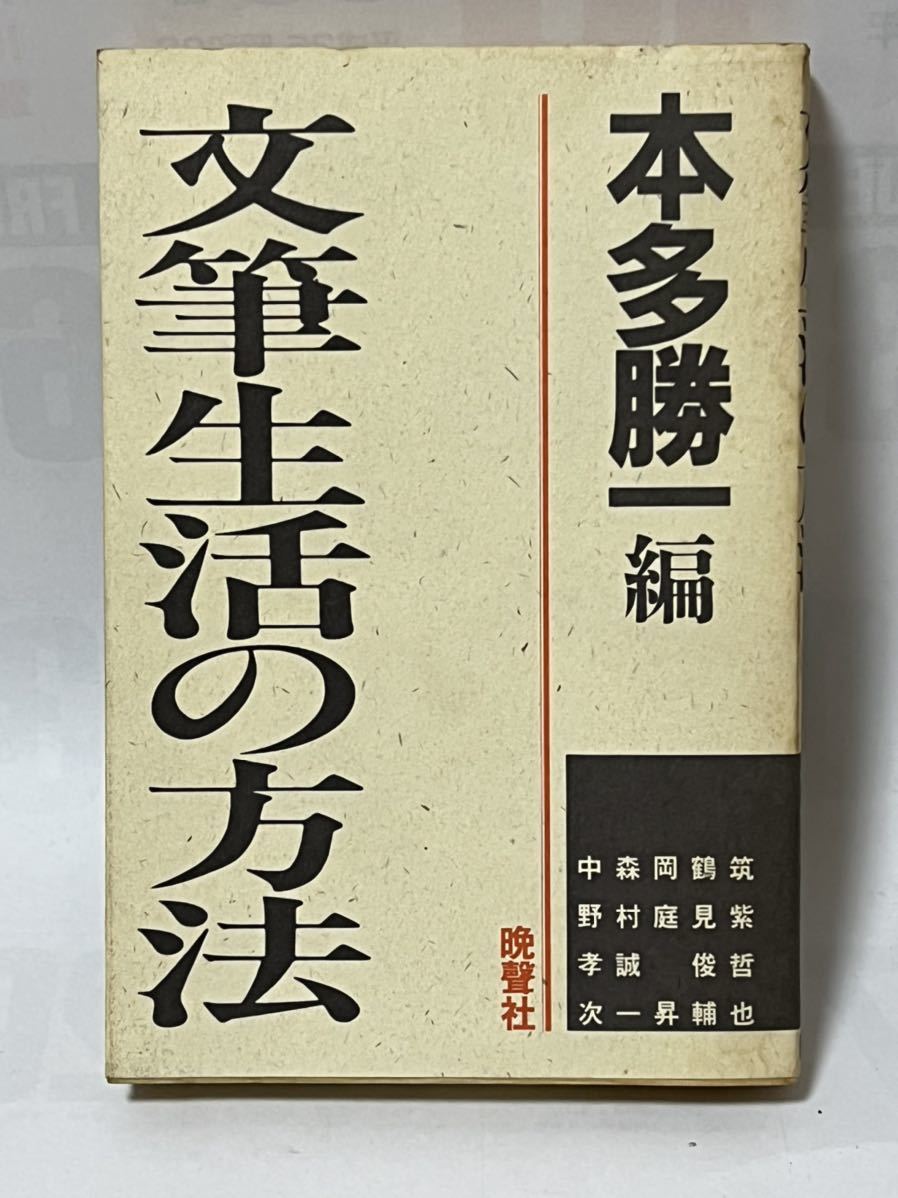 本多勝一編
筑紫哲也
鶴見俊輔
岡庭昇
森村誠一
中野孝次
晩聲社
文筆生活の方法